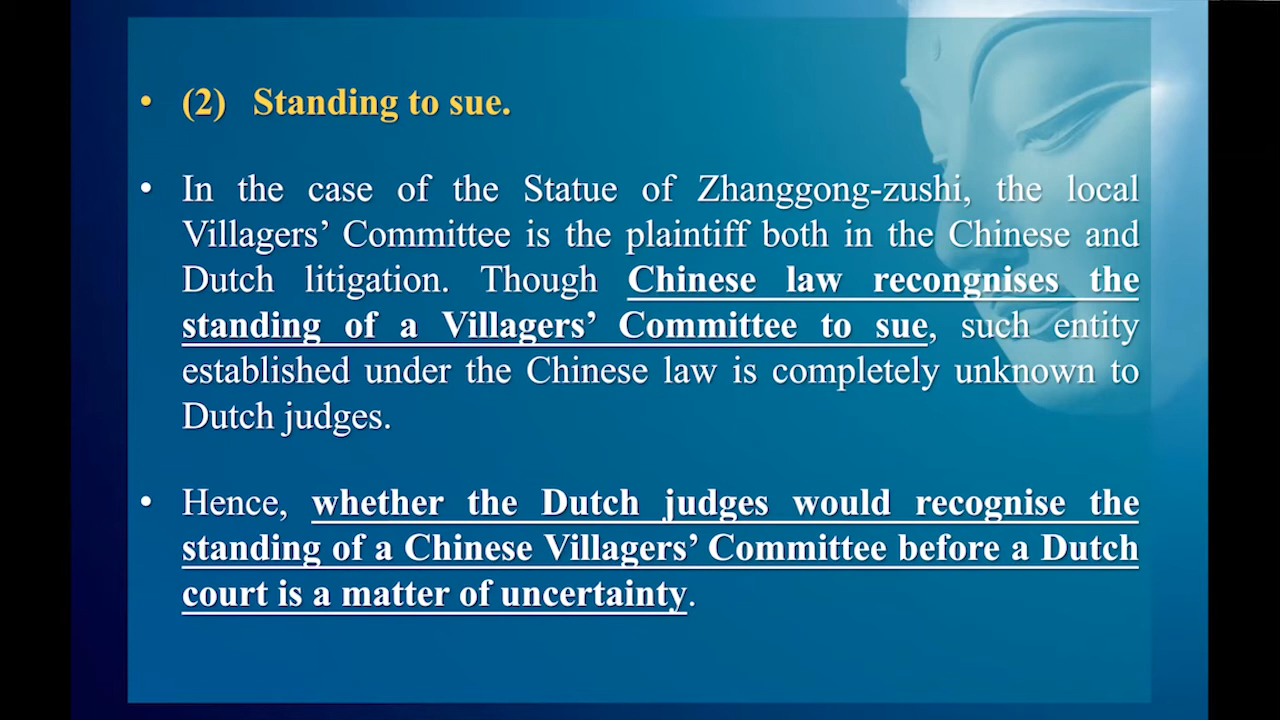 • (2) Standing to sue.
• In the case of the Statue of Zhanggong-zushi, the local
Villagers’ Committee is the plaintiff both in the Chinese and
Dutch litigation. Though Chinese law recongnises the
standing of a Villagers’ Committee to sue, such entity
established under the Chinese law is completely unknown to
Dutch judges.
• Hence, whether the Dutch judges would recognise the
standing of a Chinese Villagers’ Committee before a Dutch
court is a matter of uncertainty.